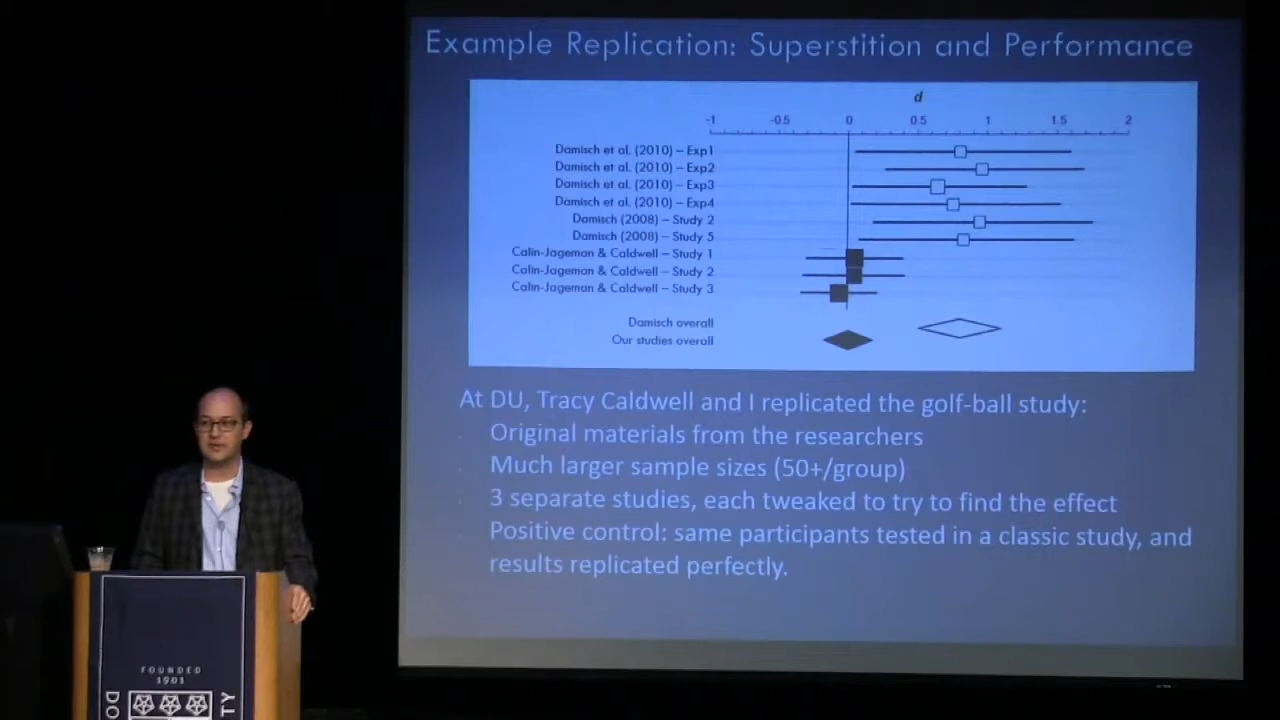 Example Replication: Superstition and Performance
d
-1 -0.5 0 0.5 1 1.5 2
Damisch et al. (2010) – Exp1
Damisch et al. (2010) – Exp2
Damisch et al. (2010) – Exp3
Damisch et al. (2010) – Exp4
Damisch (2008) – Study 2
Damisch (2008) – Study 5
Calin-Jageman & Caldwell – Study 1
Calin-Jageman & Caldwell – Study 2
Calin-Jageman & Caldwell – Study 3
Damisch overall
Our studies overall
At DU, Tracy Caldwell and I replicated the golf-ball study:
Original materials from the researchers
Much larger sample sizes (50+/group)
3 separate studies, each tweaked to try to find the effect
Positive control: same participants tested in a classic study, and
results replicated perfectly.
FOUNDED
1901
DO
TY